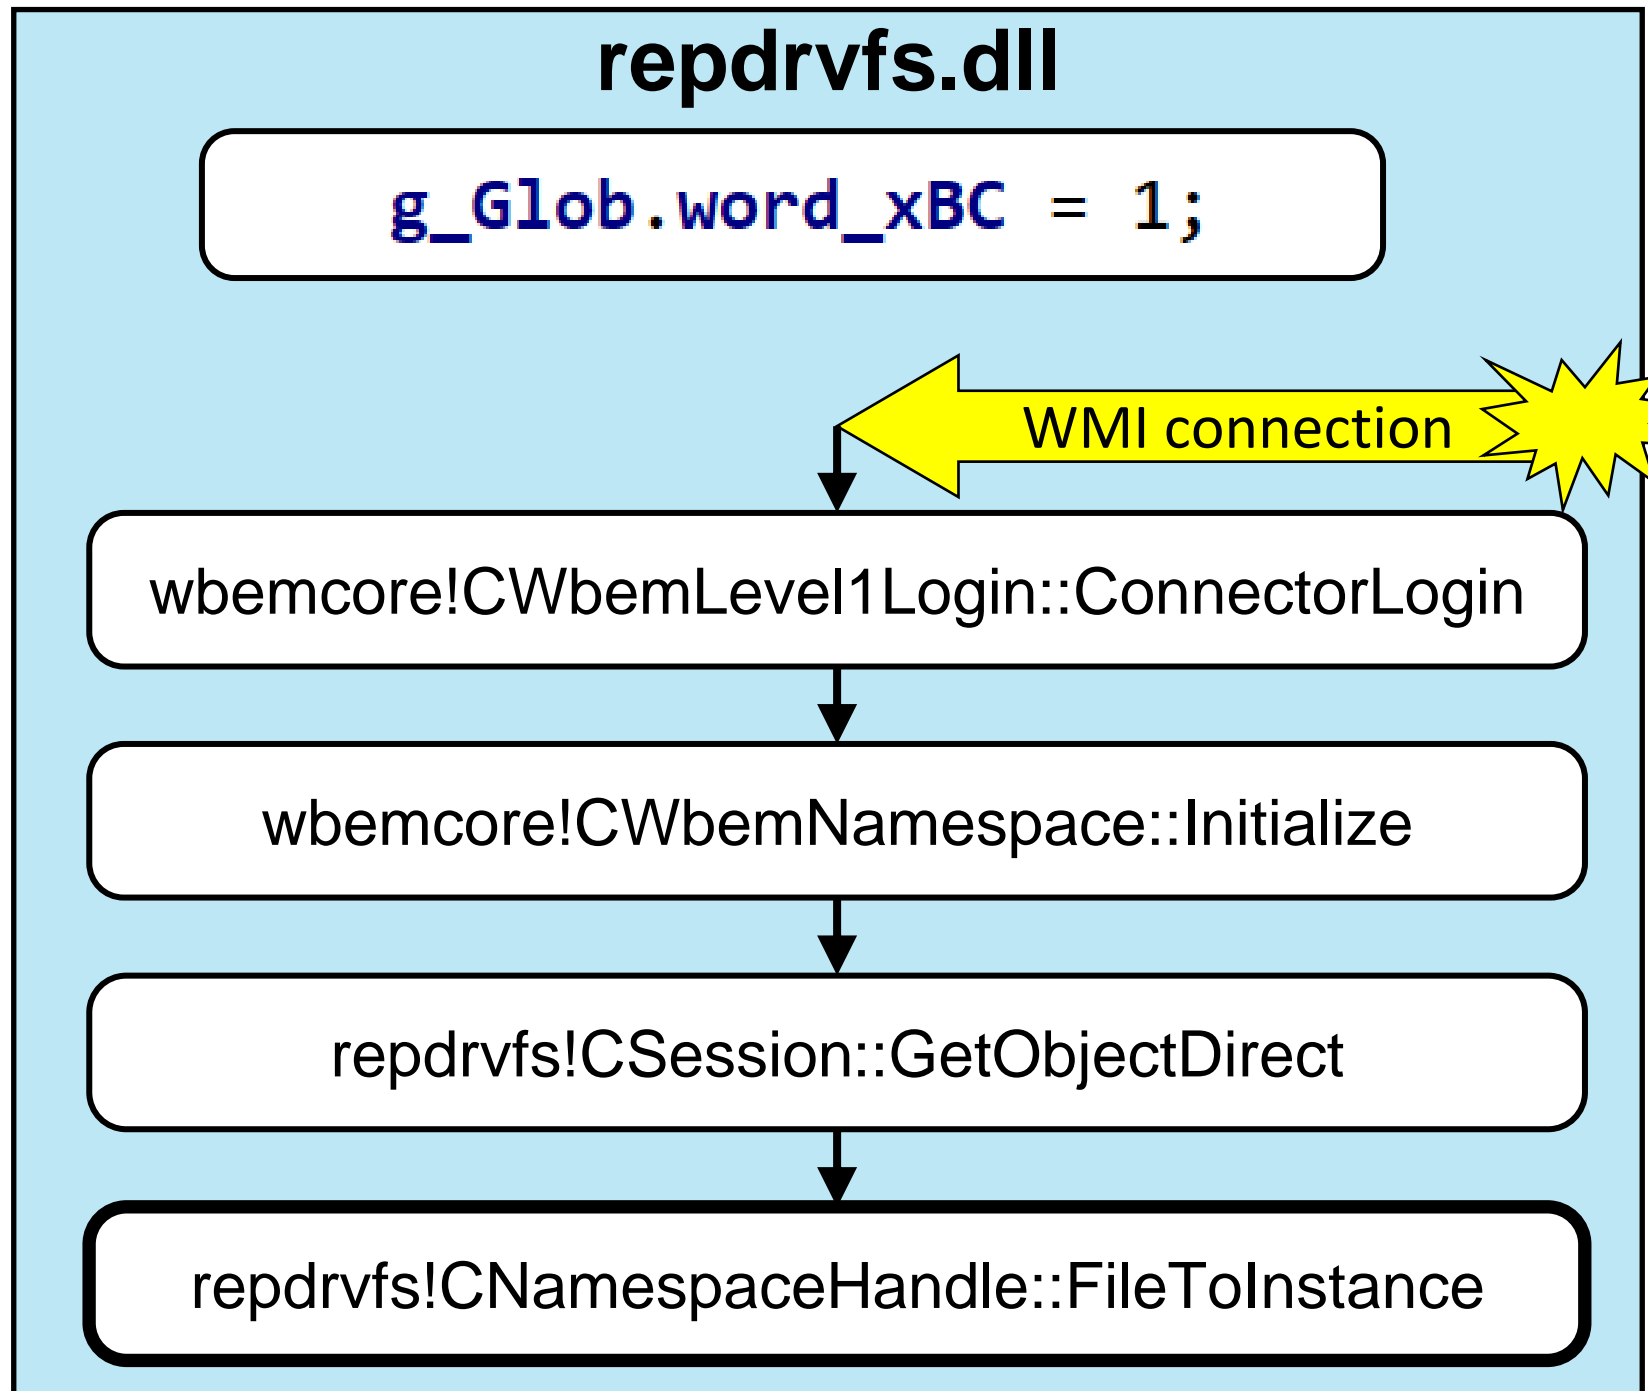 repdrvfs.dll
g_Glob.word_xBC = 1;
WMI connection
wbemcore!CWbemLevel1Login::ConnectorLogin
wbemcore!CWbemNamespace::Initialize
repdrvfs!CSession::GetObjectDirect
repdrvfs!CNamespaceHandle::FileToInstance